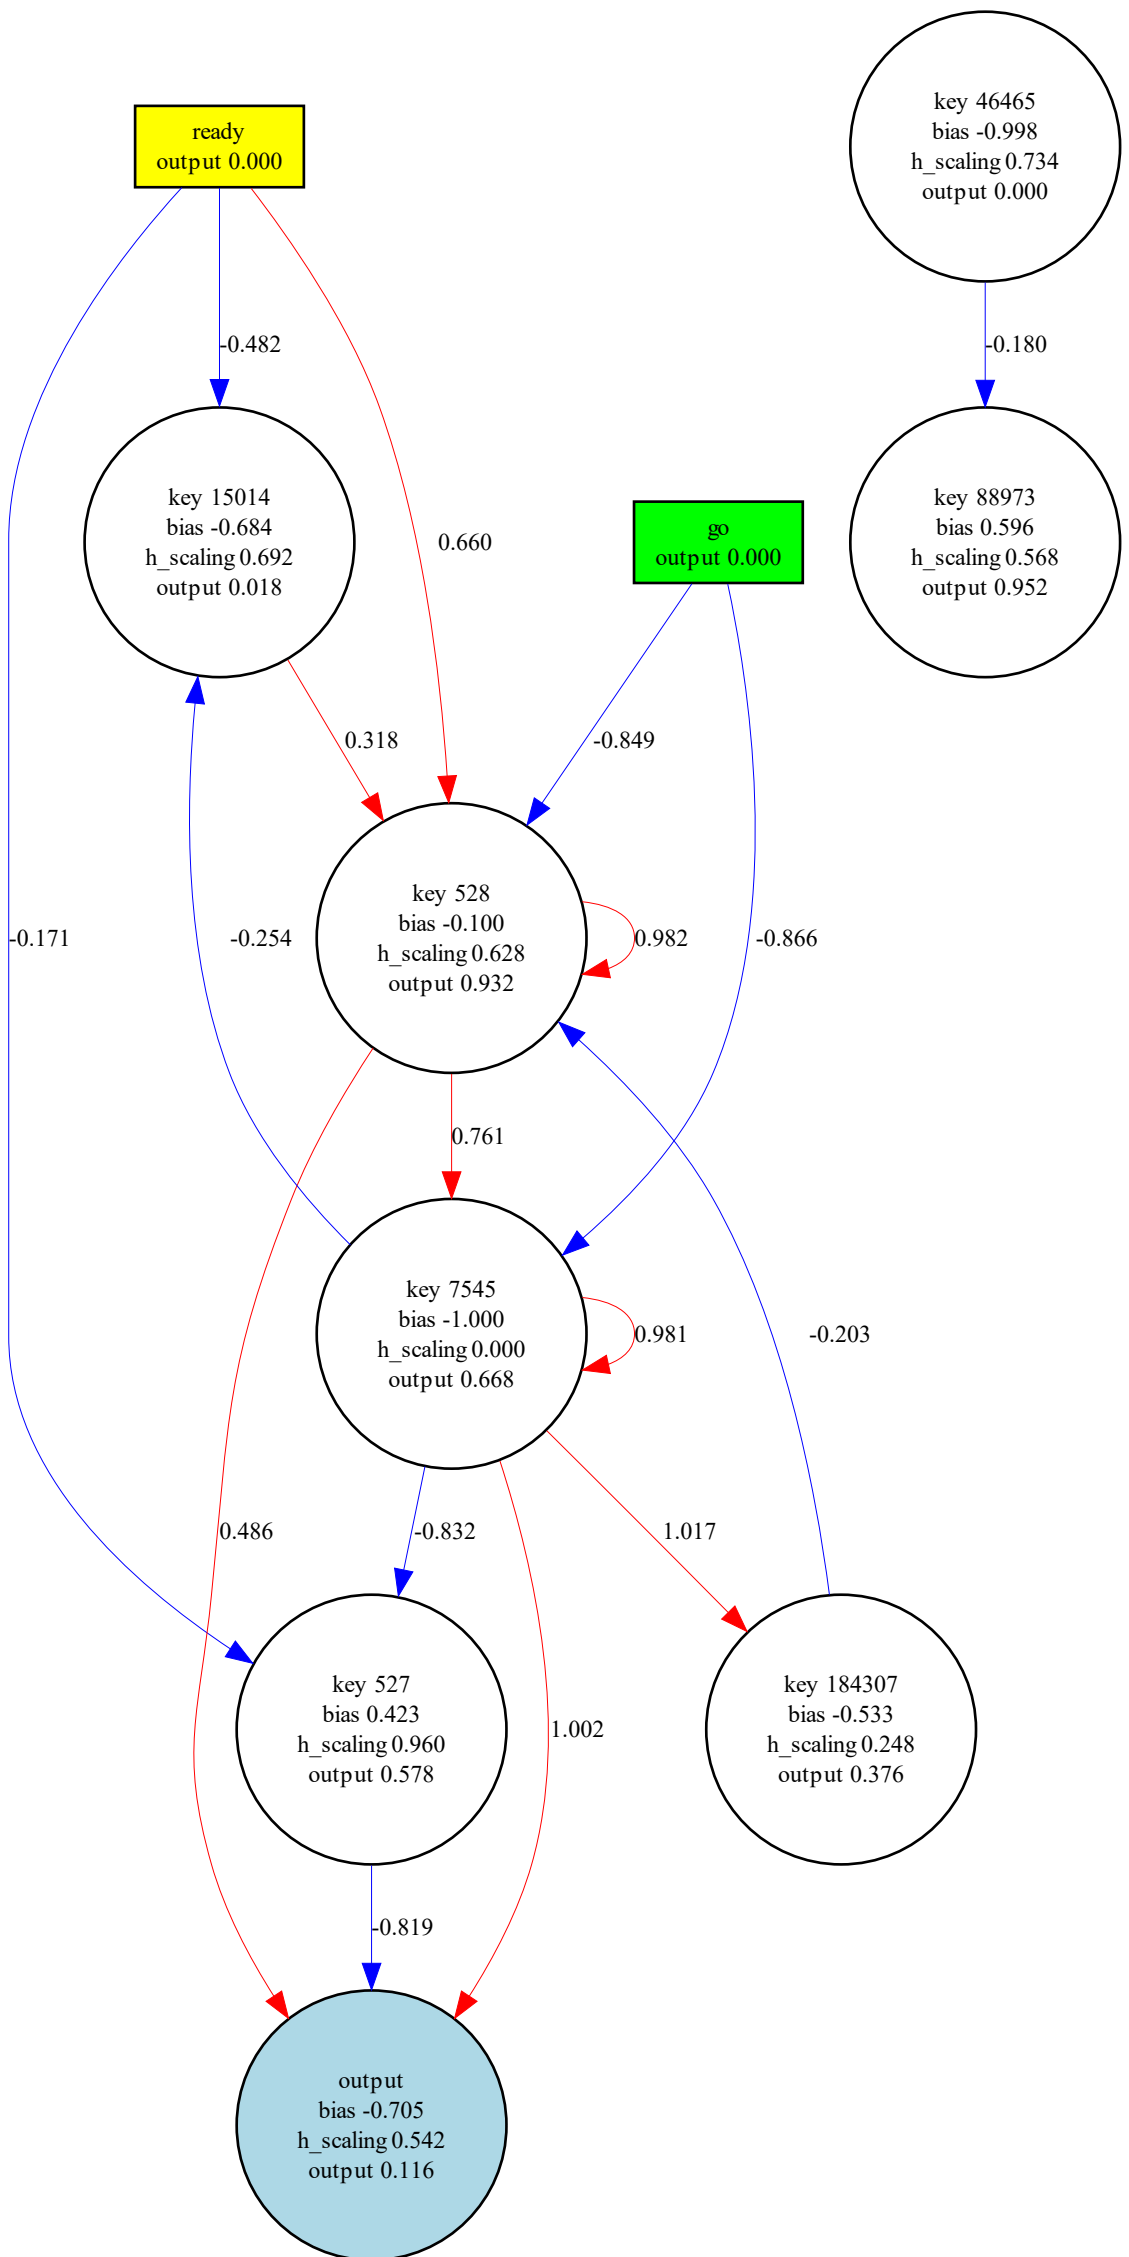 key 46465
bias -0.998
h_scaling 0.734
output 0.000
ready
output 0.000
-0.482
-0.180
key 15014
bias -0.684
h_scaling 0.692
output 0.018
0.660
go
output 0.000
key 88973
bias 0.596
h_scaling 0.568
output 0.952
0.318
-0.849
key 528
bias -0.100
h_scaling 0.628
output 0.932
-0.171
-0.254
0.982
-0.866
0.761
key 7545
bias -1.000
h_scaling 0.000
output 0.668
0.981
-0.203
0.486
-0.832
1.017
key 527
bias 0.423
h_scaling 0.960
output 0.578
1.002
key 184307
bias -0.533
h_scaling 0.248
output 0.376
-0.819
output
bias -0.705
h_scaling 0.542
output 0.116